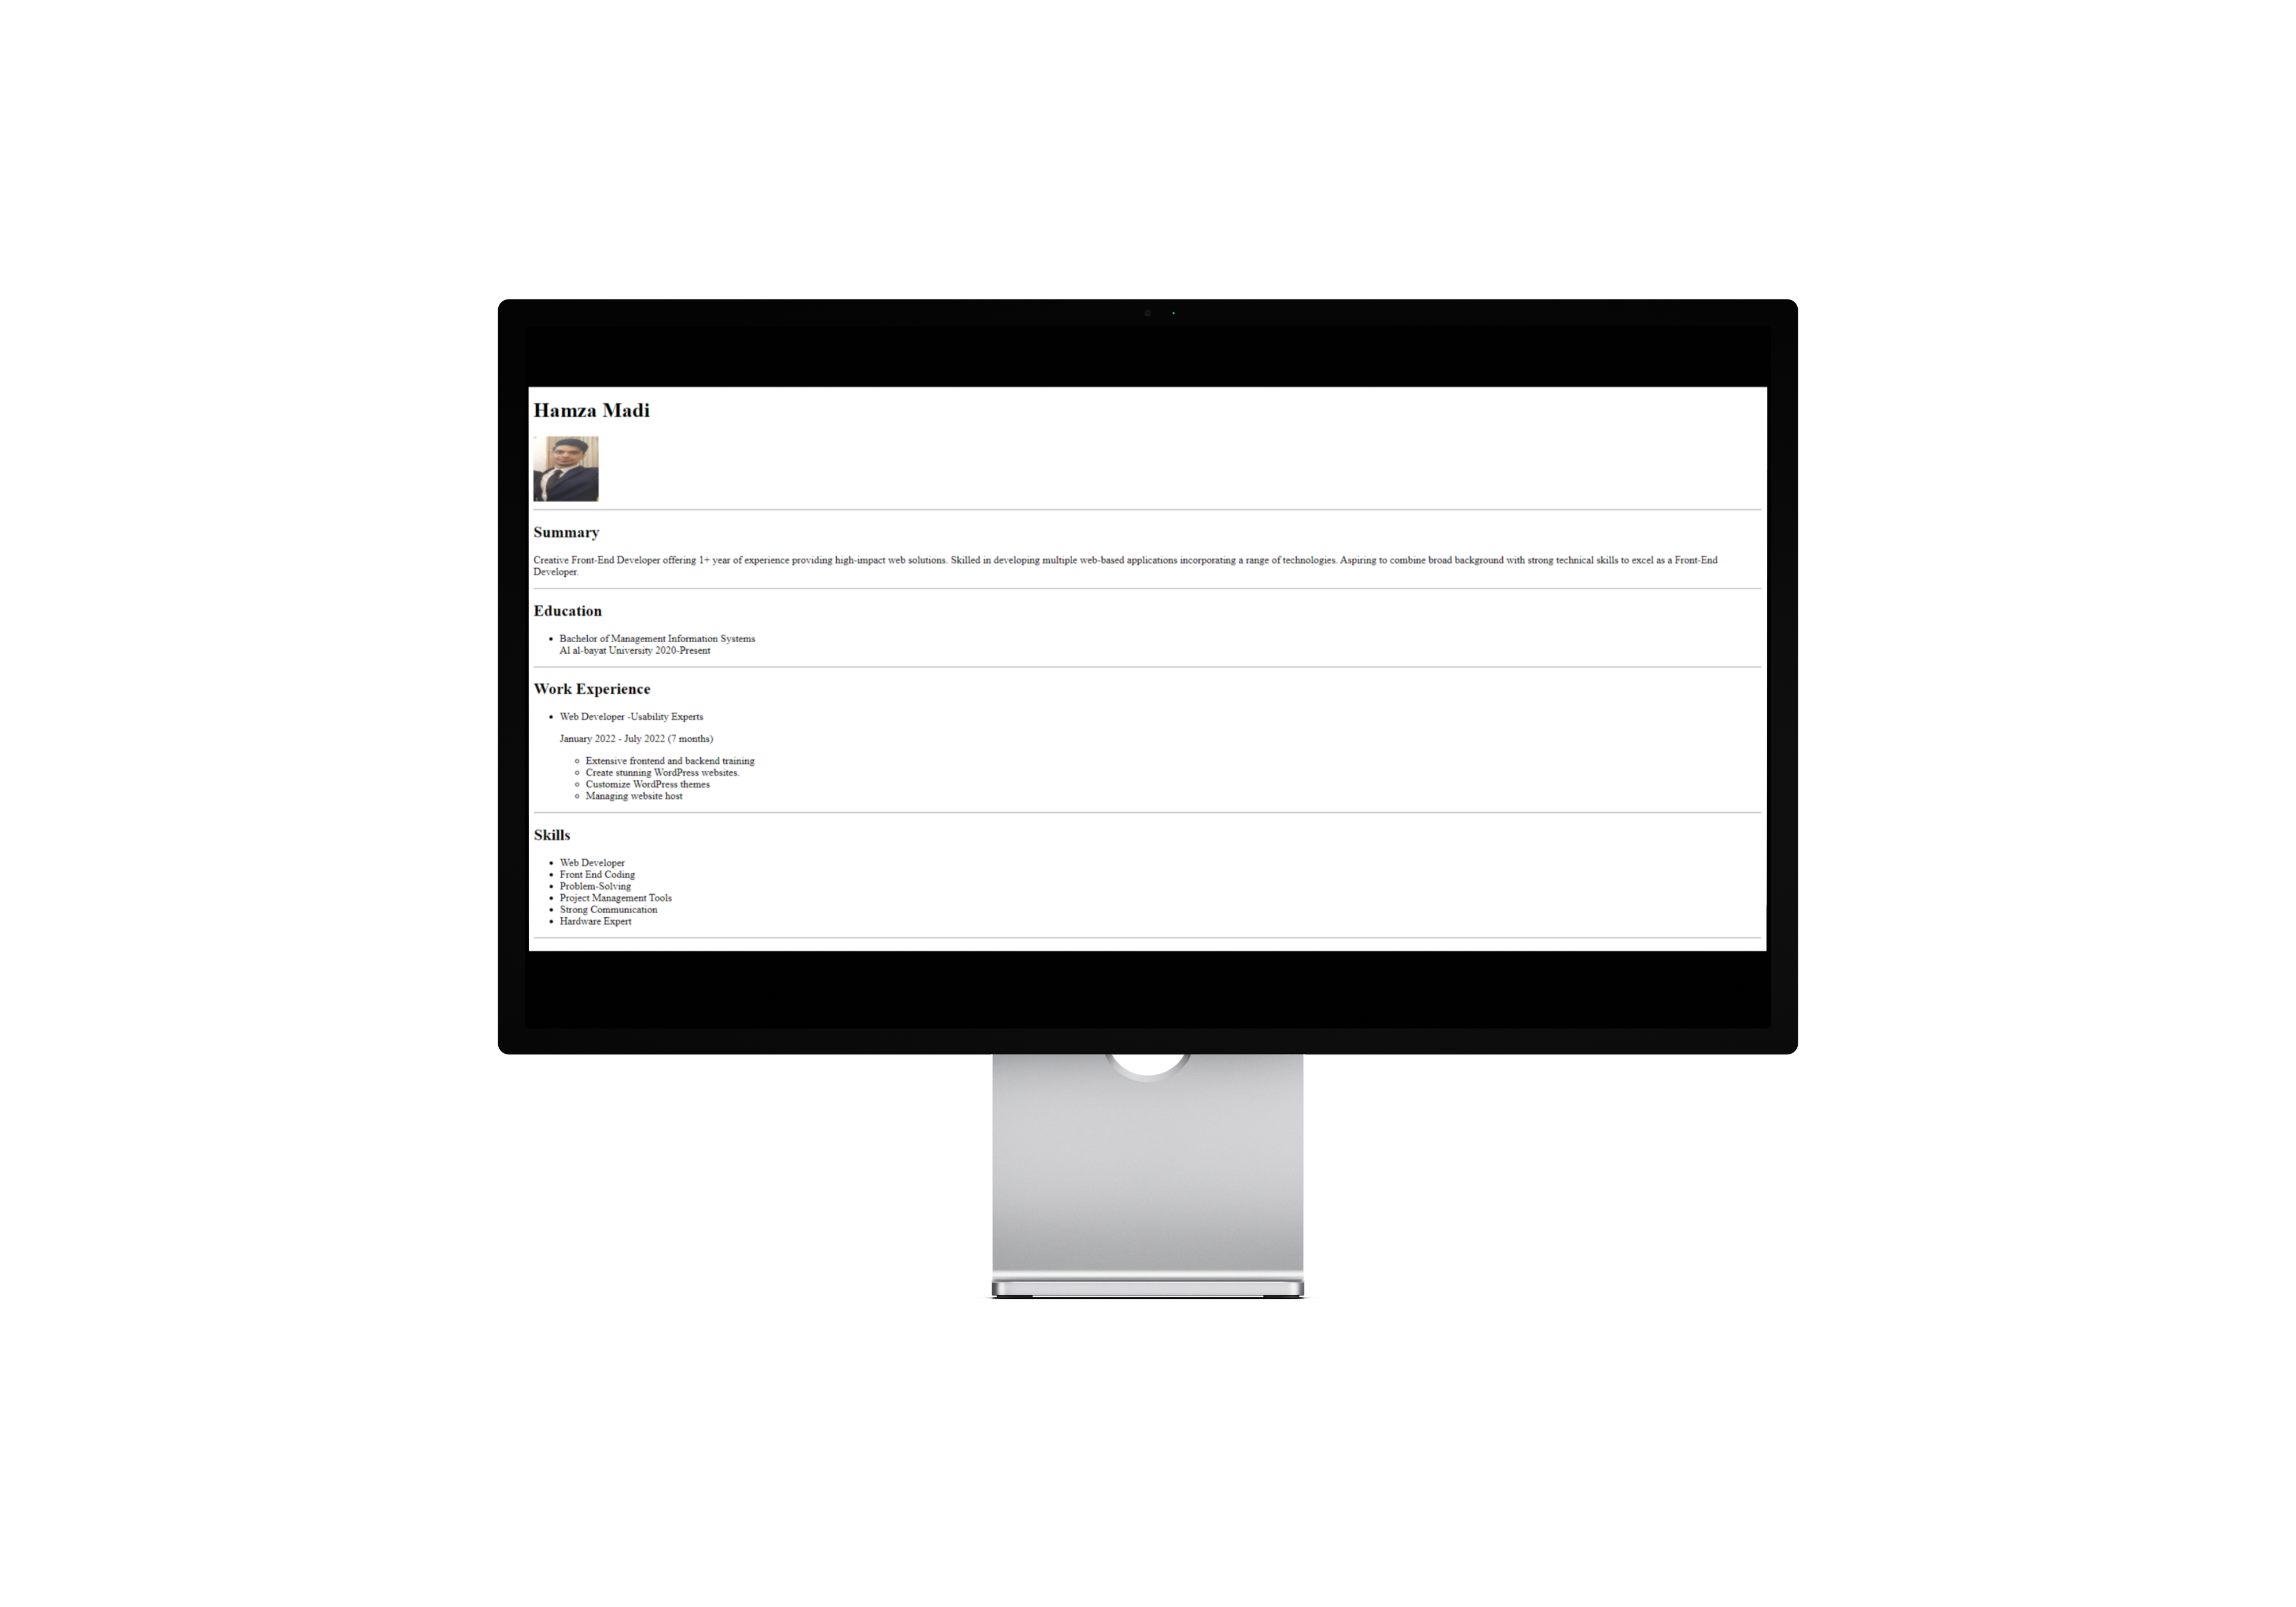 Hamza Madi
Summary
Creative Front-End Developer offering 1+ year of experience providing high-impact web solutions. Skilled in developing multiple web-based applications incorporating a range of technologies. Aspiring to combine broad background with strong technical skills to excel as a Front-End
Developer.
Education
Bachelor of Management Information Systems
Al al-bayat University 2020-Present
Work Experience
Web Developer -Usability Experts
January 2022 - July 2022 (7 months)
Extensive frontend and backend training
Create stunning WordPress websites.
Customize WordPress themes
Managing website host
Skills
Web Developer
Front End Coding
Problem-Solving
Project Management Tools
Strong Communication
Hardware Expert